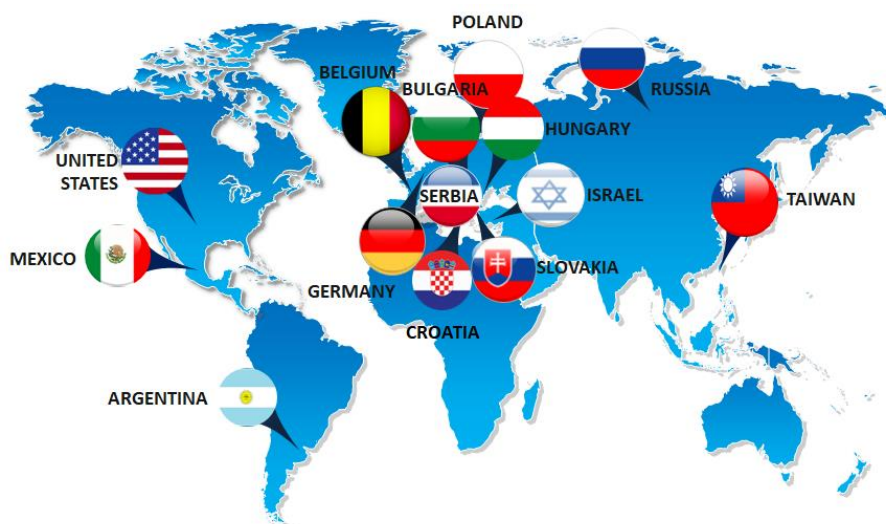 POLAND
BELGIUM
BULGARIA
RUSSIA
HUNGARY
UNITED
STATES
SERBIA
ISRAEL
TAIWAN
MEXICO
SLOVAKIA
GERMANY
CROATIA
ARGENTINA